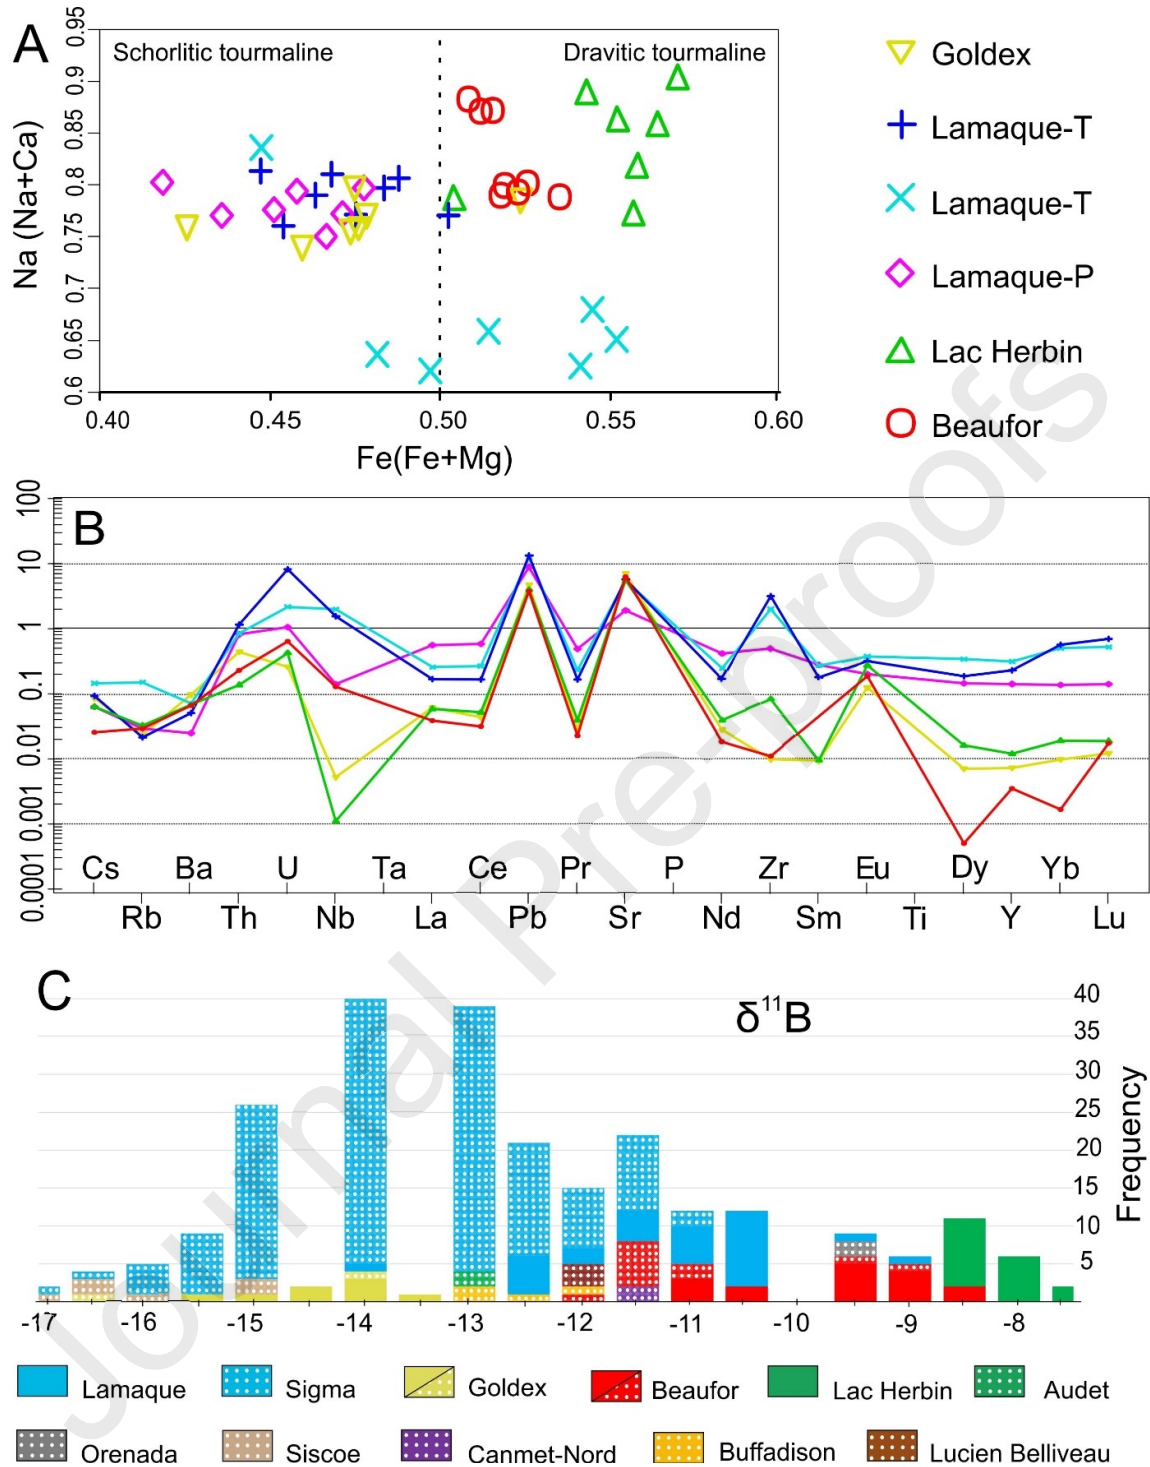 A
Schorlitic tourmaline
Dravitic tourmaline
Na (Na+Ca)
0.95
0.9
0.85
0.8
0.75
0.7
0.65
0.6
0.40 0.45 0.50 0.55 0.60
Fe(Fe+Mg)
Goldex
Lamaque-T
Lamaque-T
Lamaque-P
Lac Herbin
Beaufor
B
100
10
1
0.1
0.01
0.001
0.0001
Cs Ba U Ta Ce Pr P Zr Eu Dy Yb
Rb Th Nb La Pb Sr Nd Sm Ti Y Lu
C
δ¹¹B
40
35
30
25
20
15
10
5
Frequency
-17 -16 -15 -14 -13 -12 -11 -10 -9 -8
Lamaque Sigma Goldex Beaufor Lac Herbin Audet
Orenada Siscoe Canmet-Nord Buffadison Lucien Belliveau
Journal Pre-proofs